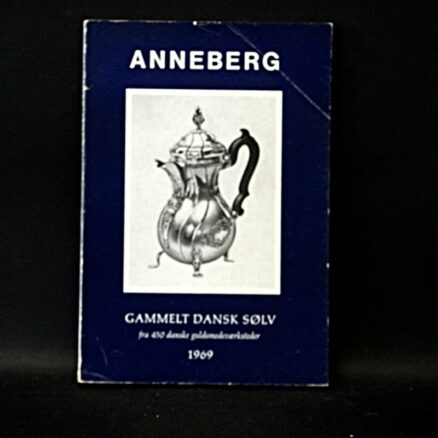 ANNEBERG
GAMMELT DANSK SØLV
fra 450 danske guldsmedeværksteder
1969